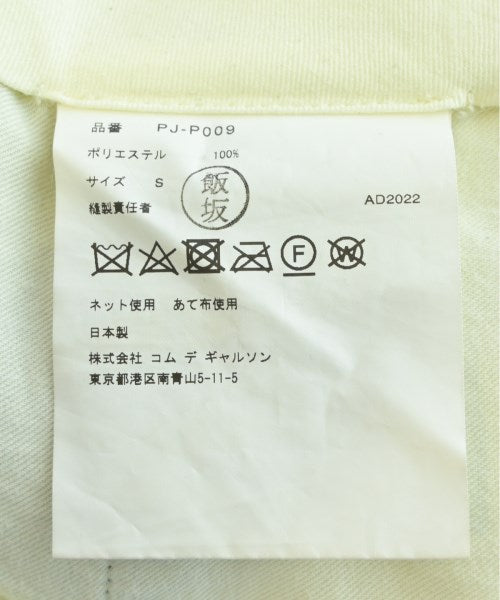 品番 PJ-P009
ポリエステル 100%
サイズ S
縫製責任者 飯坂 AD2022
F W
ネット使用 あて布使用
日本製
株式会社 コム デ ギャルソン
東京都港区南青山5-11-5